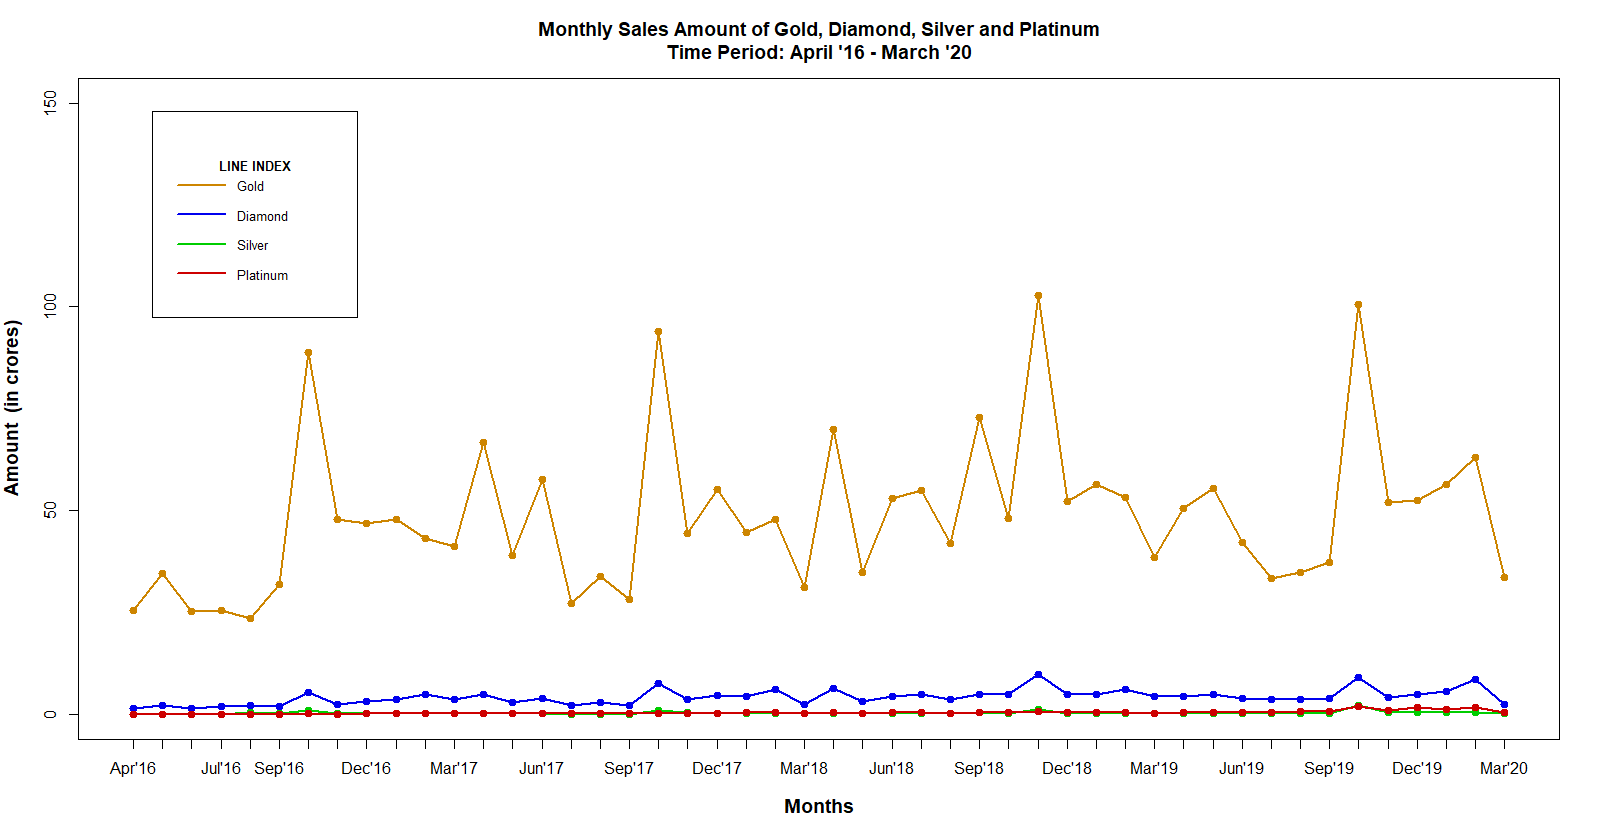 Monthly Sales Amount of Gold, Diamond, Silver and Platinum
Time Period: April '16 - March '20
150
100
50
0
Amount  (in crores)
LINE INDEX
Gold
Diamond
Silver
Platinum
Apr'16 Jul'16 Sep'16 Dec'16 Mar'17 Jun'17 Sep'17 Dec'17 Mar'18 Jun'18 Sep'18 Dec'18 Mar'19 Jun'19 Sep'19 Dec'19 Mar'20
Months